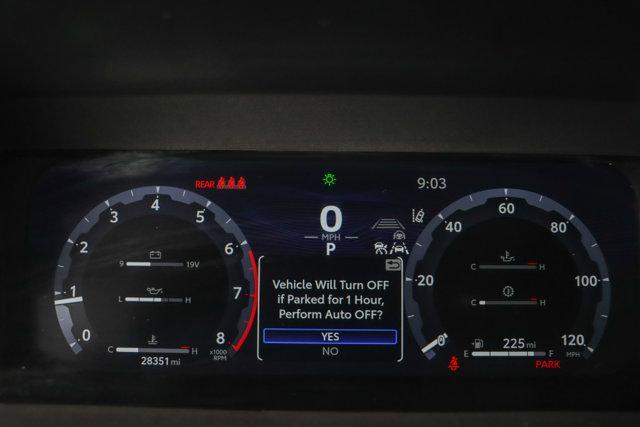 REAR
9:03
0
MPH
P
0
1
2
3
4
5
6
7
8
x1000
RPM
9 19V
L H
C H
28351 mi
Vehicle Will Turn OFF
if Parked for 1 Hour,
Perform Auto OFF?
YES
NO
0
20
40
60
80
100
120
MPH
C H
C H
225 mi
E F
PARK